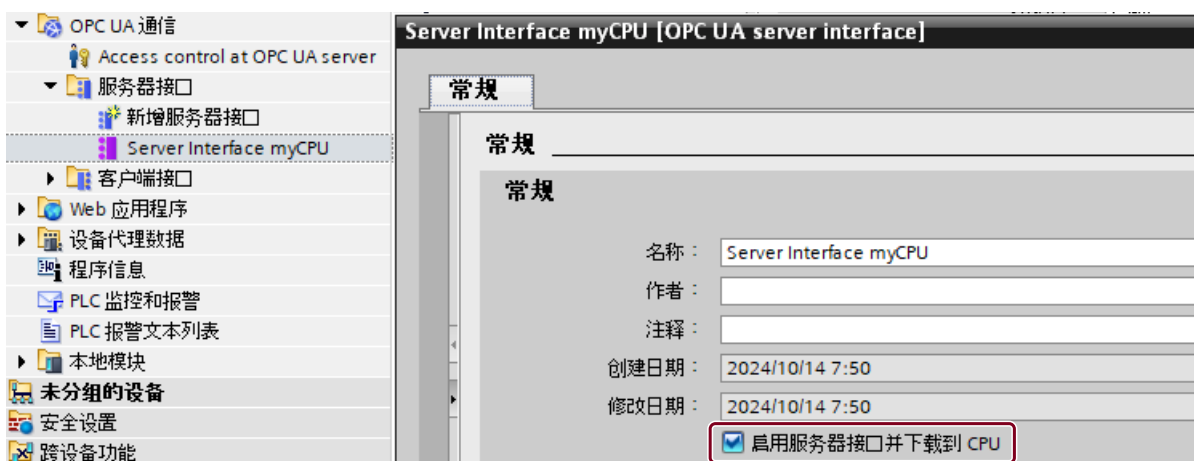 OPC UA 通信
Access control at OPC UA server
服务器接口
新增服务器接口
Server Interface myCPU
客户端接口
Web 应用程序
设备代理数据
程序信息
PLC 监控和报警
PLC 报警文本列表
本地模块
未分组的设备
安全设置
跨设备功能
Server Interface myCPU [OPC UA server interface]
常规
常规
常规
名称：
Server Interface myCPU
作者：
注释：
创建日期：
2024/10/14 7:50
修改日期：
2024/10/14 7:50
启用服务器接口并下载到 CPU